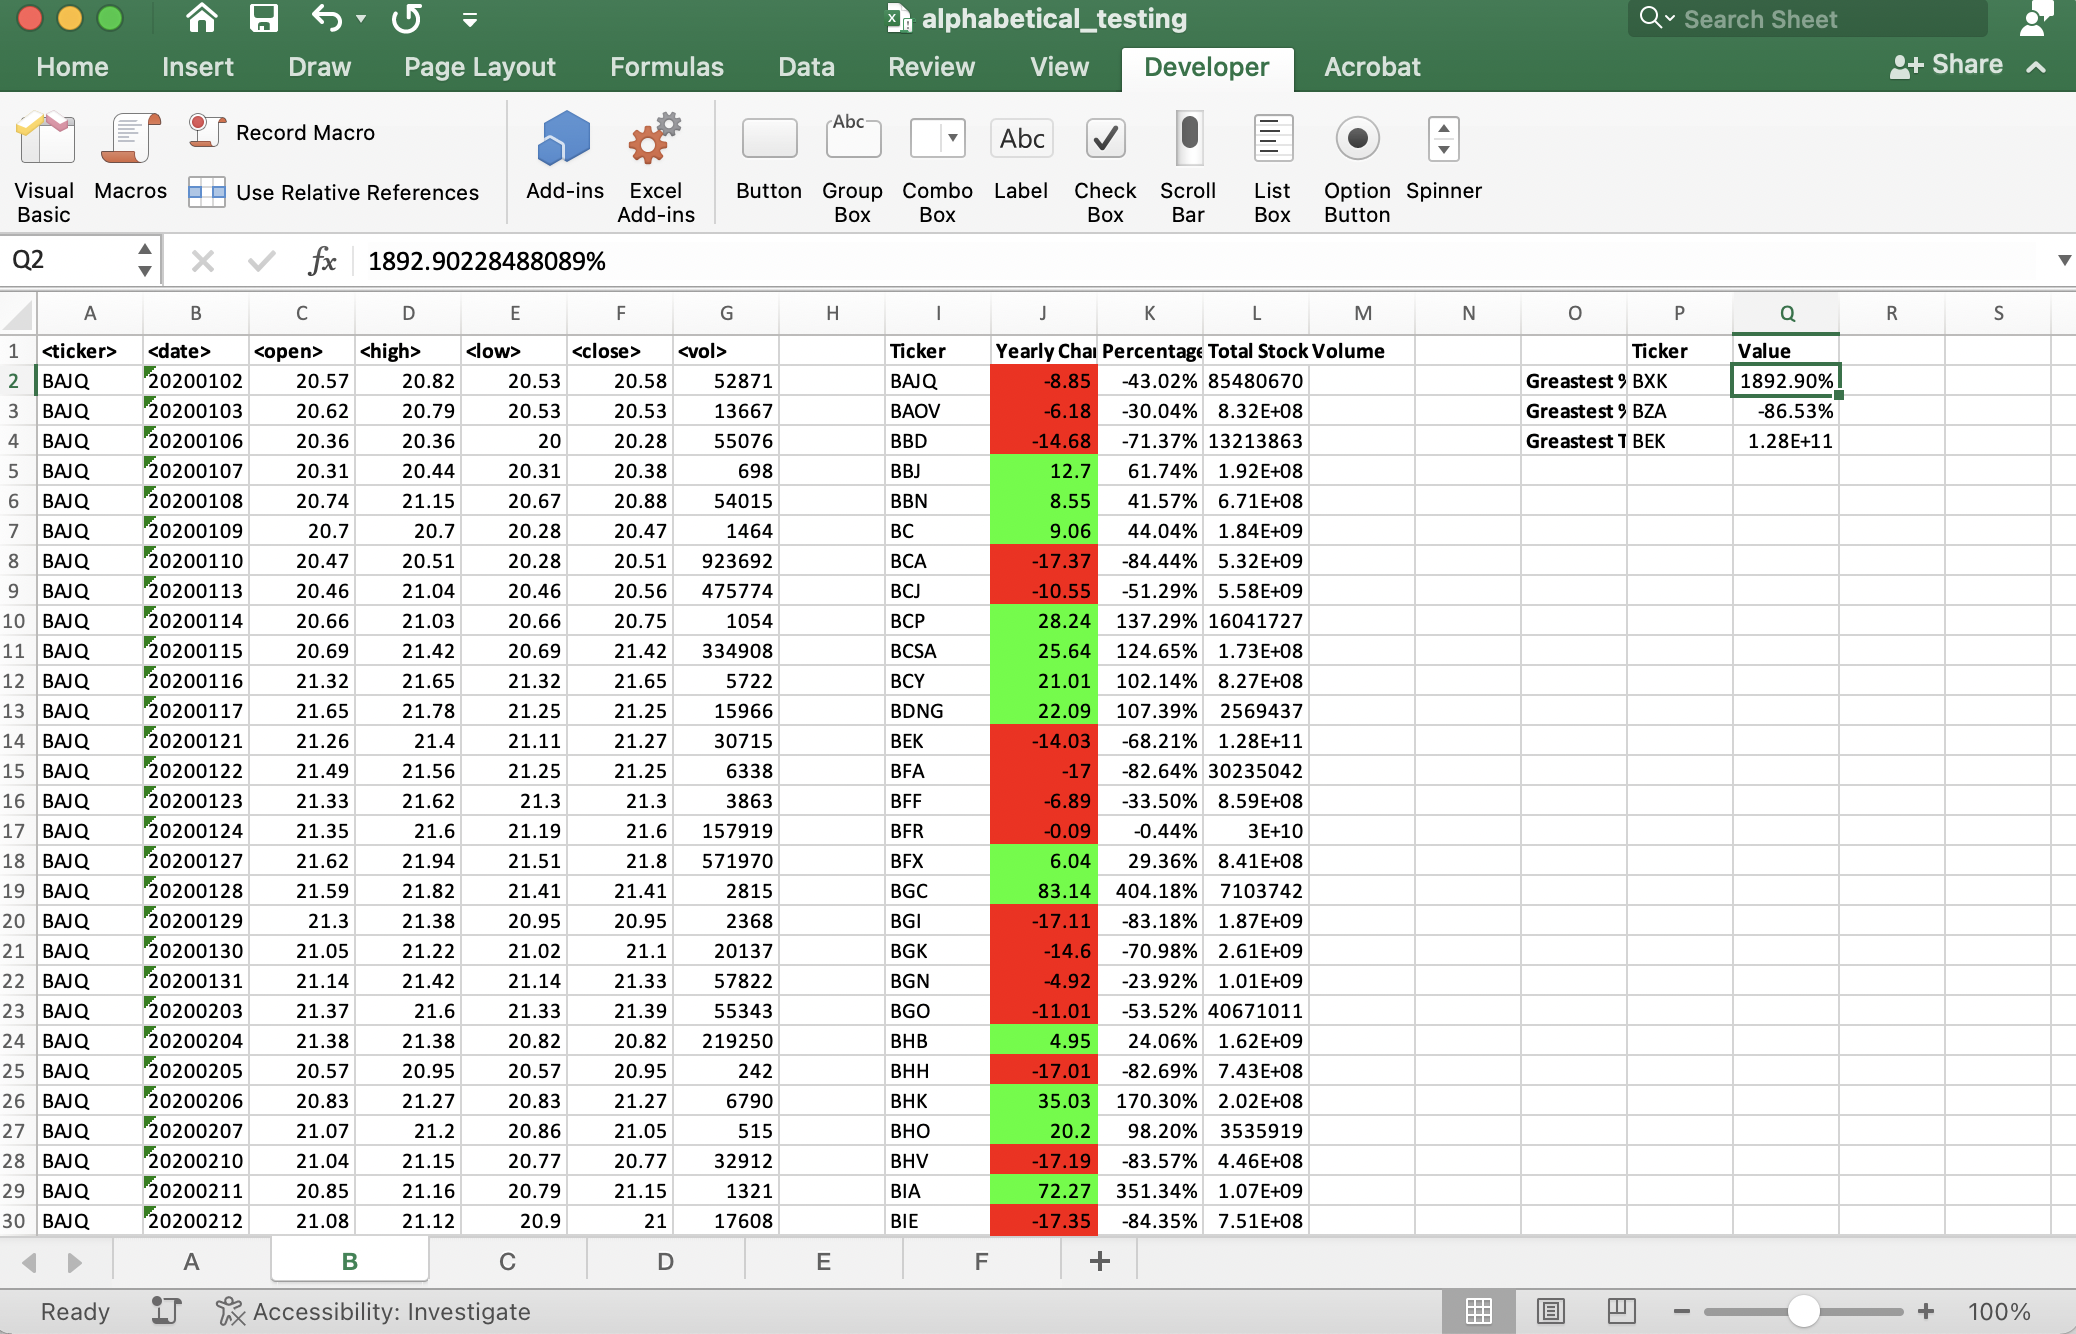 alphabetical_testing
Search Sheet
Home Insert Draw Page Layout Formulas Data Review View Developer Acrobat Share
Visual Basic
Macros
Record Macro
Use Relative References
Add-ins
Excel Add-ins
Button
Abc
Group Box
Combo Box
Abc
Label
Check Box
Scroll Bar
List Box
Option Button
Spinner
Q2 fx 1892.90228488089%
A B C D E F G H I J K L M N O P Q R S
1 <ticker> <date> <open> <high> <low> <close> <vol> Ticker Yearly Cha Percentage Total Stock Volume Ticker Value
2 BAJQ 20200102 20.57 20.82 20.53 20.58 52871 BAJQ -8.85 -43.02% 85480670 Greastest % BXK 1892.90%
3 BAJQ 20200103 20.62 20.79 20.53 20.53 13667 BAOV -6.18 -30.04% 8.32E+08 Greastest % BZA -86.53%
4 BAJQ 20200106 20.36 20.36 20 20.28 55076 BBD -14.68 -71.37% 13213863 Greastest T BEK 1.28E+11
5 BAJQ 20200107 20.31 20.44 20.31 20.38 698 BBJ 12.7 61.74% 1.92E+08
6 BAJQ 20200108 20.74 21.15 20.67 20.88 54015 BBN 8.55 41.57% 6.71E+08
7 BAJQ 20200109 20.7 20.7 20.28 20.47 1464 BC 9.06 44.04% 1.84E+09
8 BAJQ 20200110 20.47 20.51 20.28 20.51 923692 BCA -17.37 -84.44% 5.32E+09
9 BAJQ 20200113 20.46 21.04 20.46 20.56 475774 BCJ -10.55 -51.29% 5.58E+09
10 BAJQ 20200114 20.66 21.03 20.66 20.75 1054 BCP 28.24 137.29% 16041727
11 BAJQ 20200115 20.69 21.42 20.69 21.42 334908 BCSA 25.64 124.65% 1.73E+08
12 BAJQ 20200116 21.32 21.65 21.32 21.65 5722 BCY 21.01 102.14% 8.27E+08
13 BAJQ 20200117 21.65 21.78 21.25 21.25 15966 BDNG 22.09 107.39% 2569437
14 BAJQ 20200121 21.26 21.4 21.11 21.27 30715 BEK -14.03 -68.21% 1.28E+11
15 BAJQ 20200122 21.49 21.56 21.25 21.25 6338 BFA -17 -82.64% 30235042
16 BAJQ 20200123 21.33 21.62 21.3 21.3 3863 BFF -6.89 -33.50% 8.59E+08
17 BAJQ 20200124 21.35 21.6 21.19 21.6 157919 BFR -0.09 -0.44% 3E+10
18 BAJQ 20200127 21.62 21.94 21.51 21.8 571970 BFX 6.04 29.36% 8.41E+08
19 BAJQ 20200128 21.59 21.82 21.41 21.41 2815 BGC 83.14 404.18% 7103742
20 BAJQ 20200129 21.3 21.38 20.95 20.95 2368 BGI -17.11 -83.18% 1.87E+09
21 BAJQ 20200130 21.05 21.22 21.02 21.1 20137 BGK -14.6 -70.98% 2.61E+09
22 BAJQ 20200131 21.14 21.42 21.14 21.33 57822 BGN -4.92 -23.92% 1.01E+09
23 BAJQ 20200203 21.37 21.6 21.33 21.39 55343 BGO -11.01 -53.52% 40671011
24 BAJQ 20200204 21.38 21.38 20.82 20.82 219250 BHB 4.95 24.06% 1.62E+09
25 BAJQ 20200205 20.57 20.95 20.57 20.95 242 BHH -17.01 -82.69% 7.43E+08
26 BAJQ 20200206 20.83 21.27 20.83 21.27 6790 BHK 35.03 170.30% 2.02E+08
27 BAJQ 20200207 21.07 21.2 20.86 21.05 515 BHO 20.2 98.20% 3535919
28 BAJQ 20200210 21.04 21.15 20.77 20.77 32912 BHV -17.19 -83.57% 4.46E+08
29 BAJQ 20200211 20.85 21.16 20.79 21.15 1321 BIA 72.27 351.34% 1.07E+09
30 BAJQ 20200212 21.08 21.12 20.9 21 17608 BIE -17.35 -84.35% 7.51E+08
A B C D E F +
Ready Accessibility: Investigate 100%